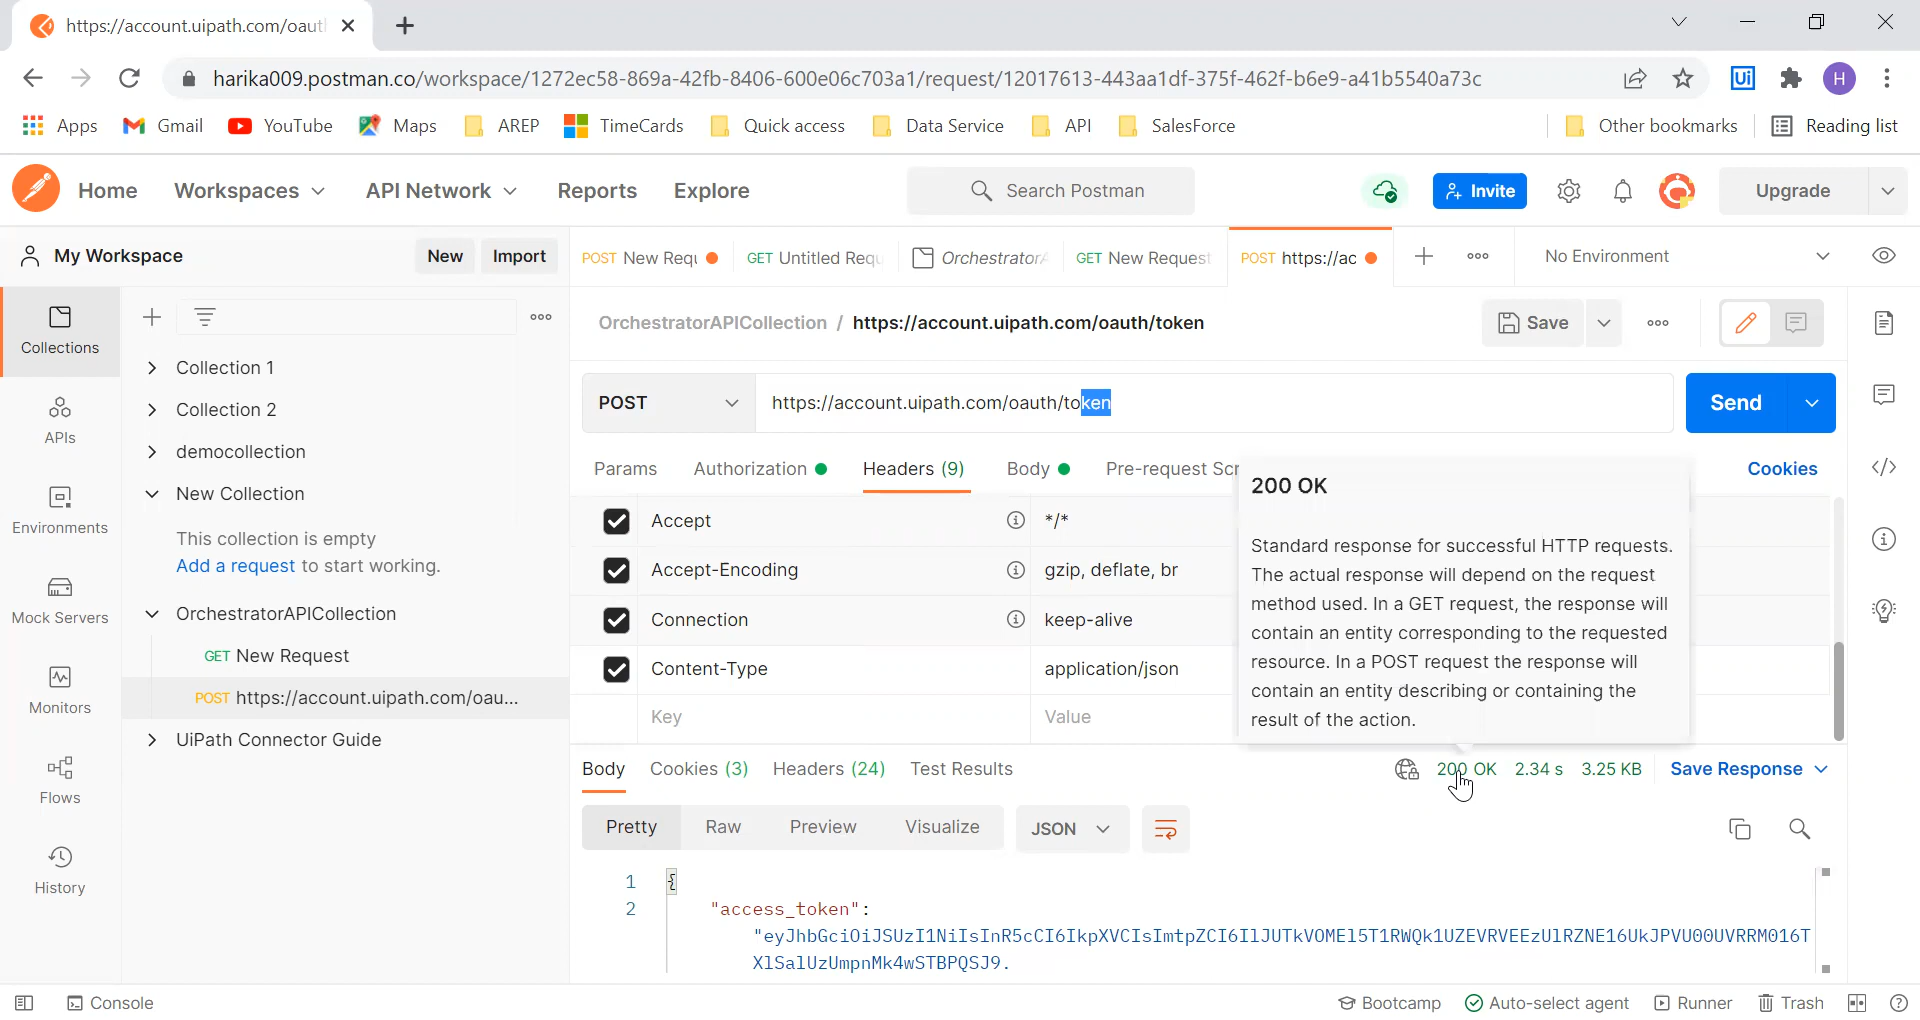 https://account.uipath.com/oaut
harika009.postman.co/workspace/1272ec58-869a-42fb-8406-600e06c703a1/request/12017613-443aa1df-375f-462f-b6e9-a41b5540a73c
Ui
H
Apps Gmail YouTube Maps AREP TimeCards Quick access Data Service API SalesForce Other bookmarks Reading list
Home Workspaces API Network Reports Explore Search Postman Invite Upgrade
My Workspace New Import
POST New Requ GET Untitled Requ OrchestratorA GET New Request POST https://ac No Environment
Collections
APIs
Environments
Mock Servers
Monitors
Flows
History
Collection 1
Collection 2
democollection
New Collection
This collection is empty
Add a request to start working.
OrchestratorAPICollection
GET New Request
POST https://account.uipath.com/oau...
UiPath Connector Guide
OrchestratorAPICollection / https://account.uipath.com/oauth/token Save
POST https://account.uipath.com/oauth/token Send
Params Authorization Headers (9) Body Pre-request Scr Cookies
Accept */*
Accept-Encoding gzip, deflate, br
Connection keep-alive
Content-Type application/json
Key Value
200 OK
Standard response for successful HTTP requests.
The actual response will depend on the request
method used. In a GET request, the response will
contain an entity corresponding to the requested
resource. In a POST request the response will
contain an entity describing or containing the
result of the action.
Body Cookies (3) Headers (24) Test Results 200 OK 2.34 s 3.25 KB Save Response
Pretty Raw Preview Visualize JSON
1 {
2 "access_token":
"eyJhbGciOiJSUzI1NiIsInR5cCI6IkpXVCIsImtpZCI6IlJUTkVOMEl5T1RWQk1UZEVRVEEzUlRZNE16UkJPVU00UVRRM016T
XlSalUzUmpnMk4wSTBPQSJ9.
Console Bootcamp Auto-select agent Runner Trash